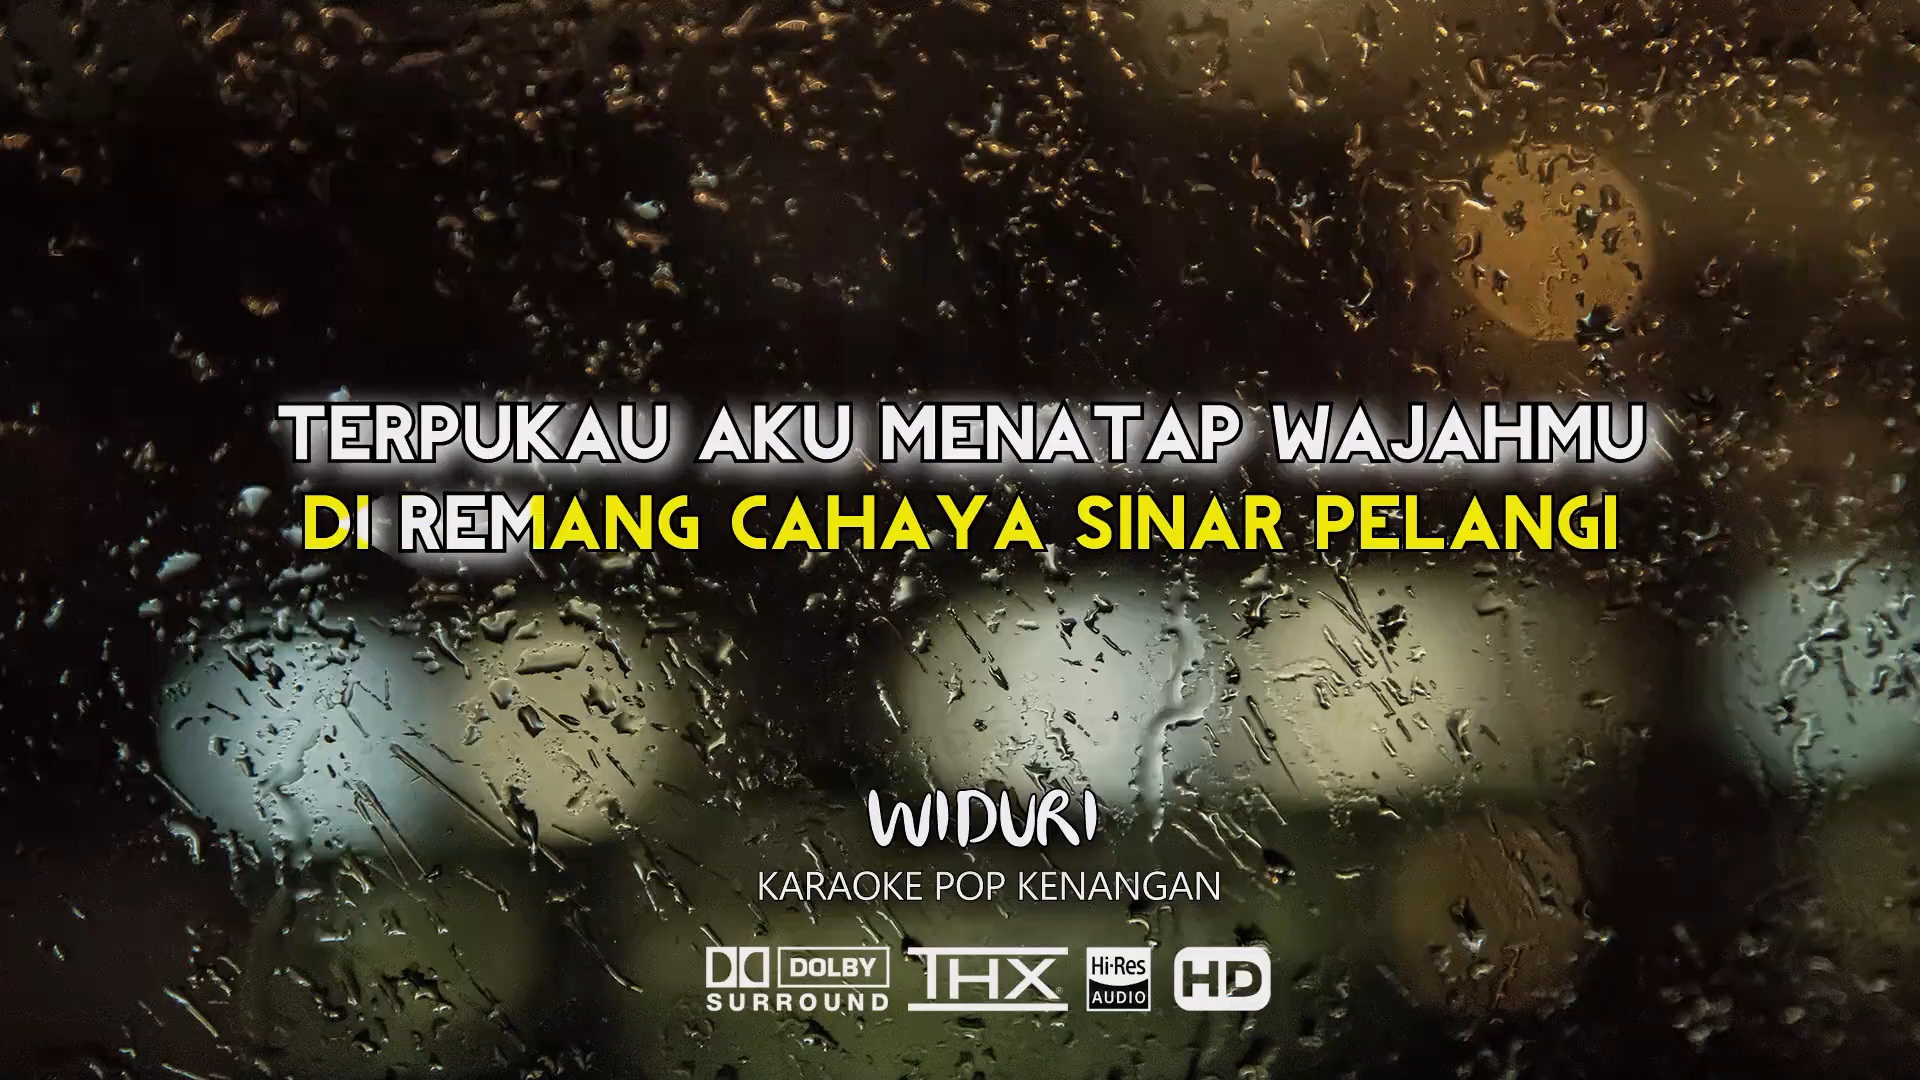 TERPUKAU AKU MENATAP WAJAHMU
DI REMANG CAHAYA SINAR PELANGI
WIDURI
KARAOKE POP KENANGAN
DOLBY
SURROUND
THX
Hi-Res
AUDIO
HD